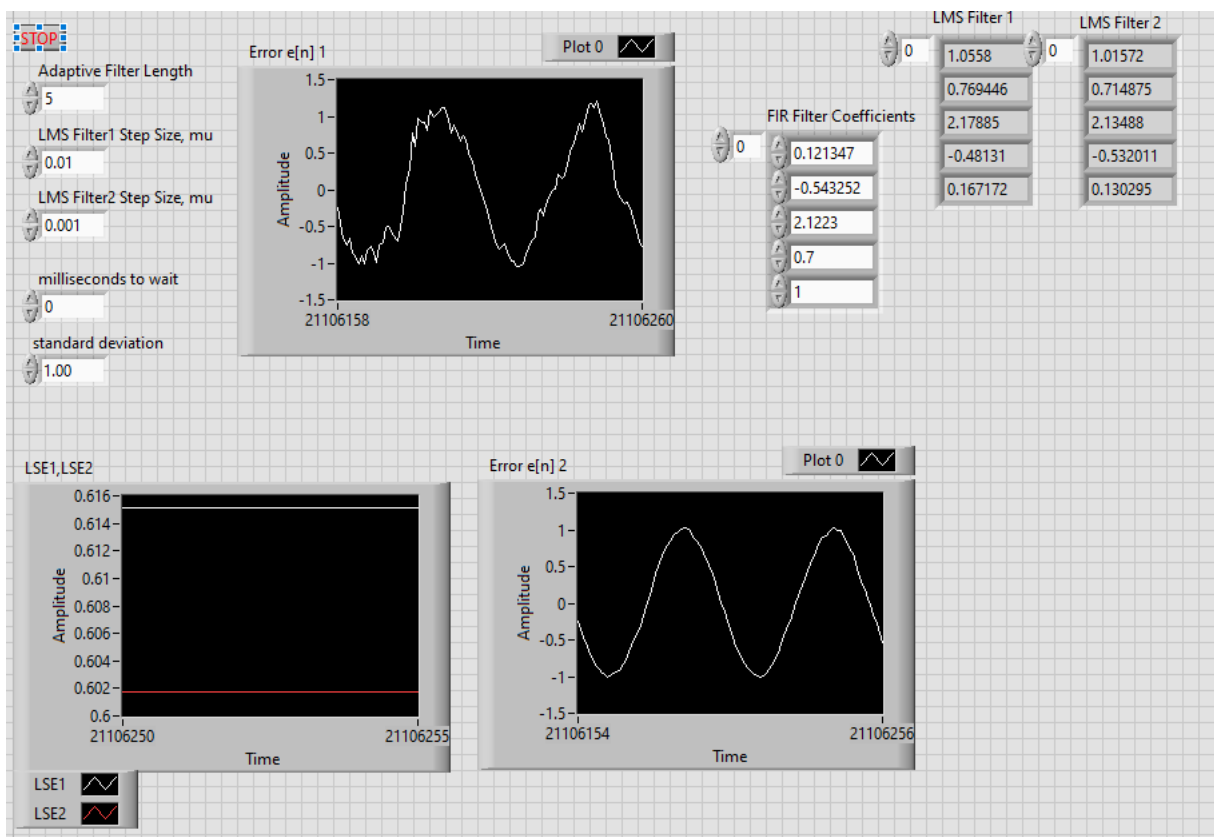 STOP
Adaptive Filter Length
5
LMS Filter1 Step Size, mu
0.01
LMS Filter2 Step Size, mu
0.001
milliseconds to wait
0
standard deviation
1.00
Error e[n] 1
Plot 0
Amplitude
1.5
1
0.5
0
-0.5
-1
-1.5
21106158
21106260
Time
FIR Filter Coefficients
0
0.121347
-0.543252
2.1223
0.7
1
LMS Filter 1
0
1.0558
0.769446
2.17885
-0.48131
0.167172
LMS Filter 2
0
1.01572
0.714875
2.13488
-0.532011
0.130295
LSE1,LSE2
Amplitude
0.616
0.614
0.612
0.61
0.608
0.606
0.604
0.602
0.6
21106250
21106255
Time
LSE1
LSE2
Error e[n] 2
Plot 0
Amplitude
1.5
1
0.5
0
-0.5
-1
-1.5
21106154
21106256
Time